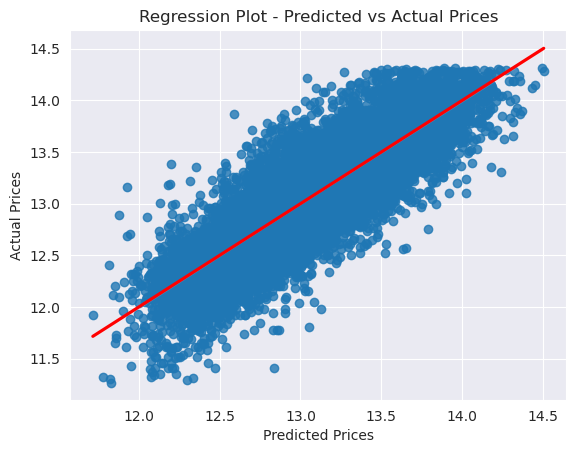 Regression Plot - Predicted vs Actual Prices
14.5
14.0
13.5
13.0
12.5
12.0
11.5
Actual Prices
12.0 12.5 13.0 13.5 14.0 14.5
Predicted Prices